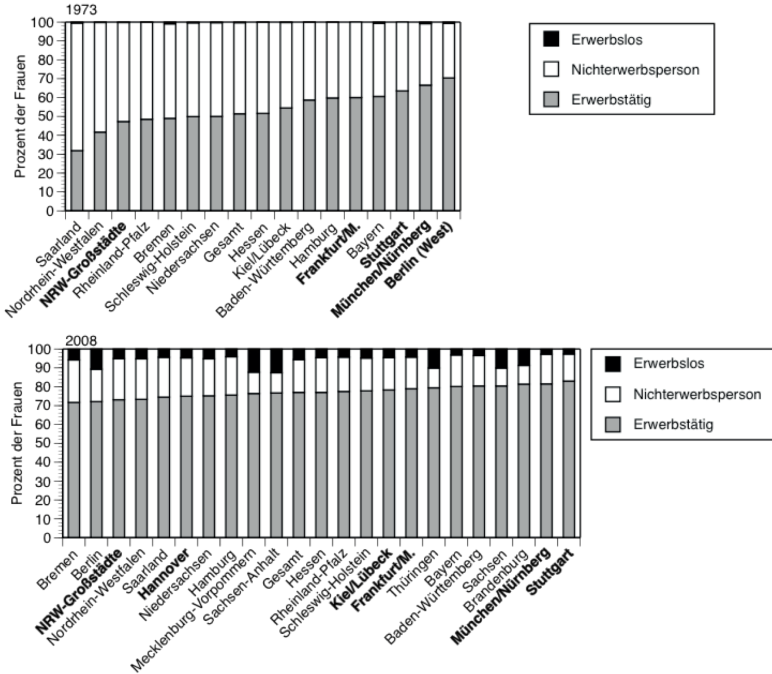 1973
100
90
80
70
60
50
40
30
20
10
0
Prozent der Frauen
Saarland
Nordrhein-Westfalen
NRW-Großstädte
Rheinland-Pfalz
Bremen
Schleswig-Holstein
Niedersachsen
Gesamt
Hessen
Kiel/Lübeck
Baden-Württemberg
Hamburg
Frankfurt/M.
Bayern
Stuttgart
München/Nürnberg
Berlin (West)
Erwerbslos
Nichterwerbsperson
Erwerbstätig
2008
100
90
80
70
60
50
40
30
20
10
0
Prozent der Frauen
Bremen
Berlin
NRW-Großstädte
Nordrhein-Westfalen
Saarland
Hannover
Niedersachsen
Hamburg
Mecklenburg-Vorpommern
Sachsen-Anhalt
Gesamt
Hessen
Rheinland-Pfalz
Schleswig-Holstein
Kiel/Lübeck
Frankfurt/M.
Thüringen
Bayern
Baden-Württemberg
Sachsen
Brandenburg
München/Nürnberg
Stuttgart
Erwerbslos
Nichterwerbsperson
Erwerbstätig